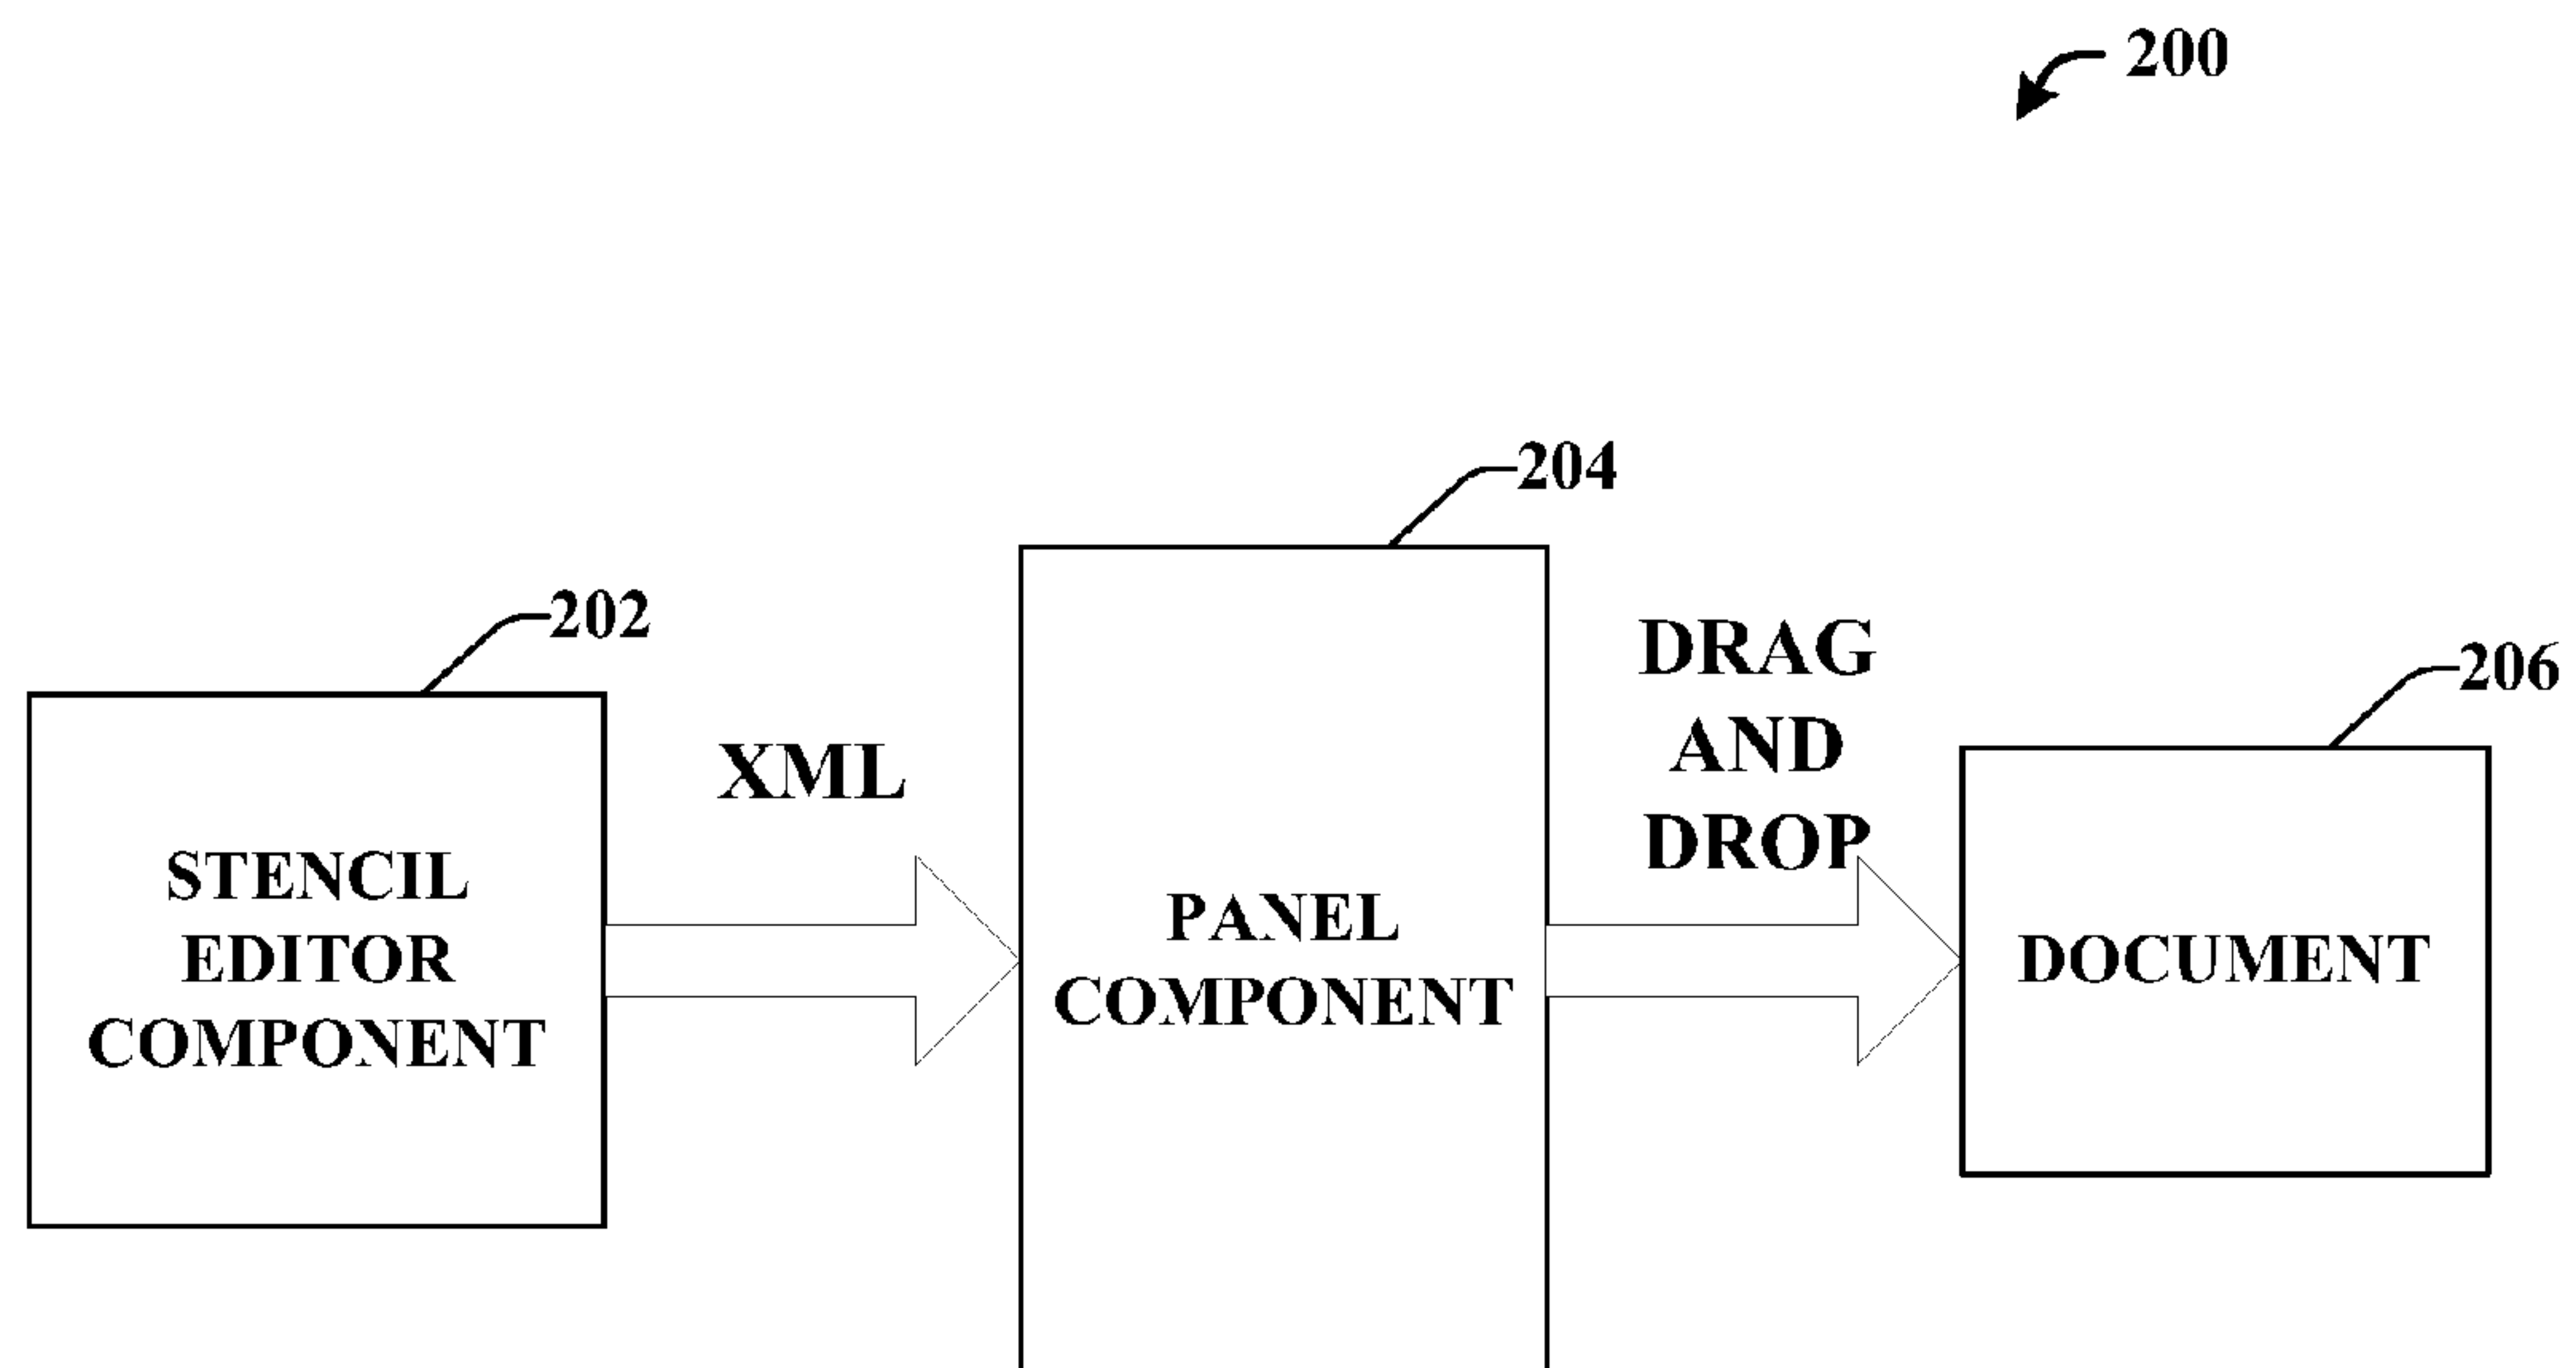 200
204
202
206
XML
DRAG
AND
DROP
STENCIL
EDITOR
COMPONENT
PANEL
COMPONENT
DOCUMENT